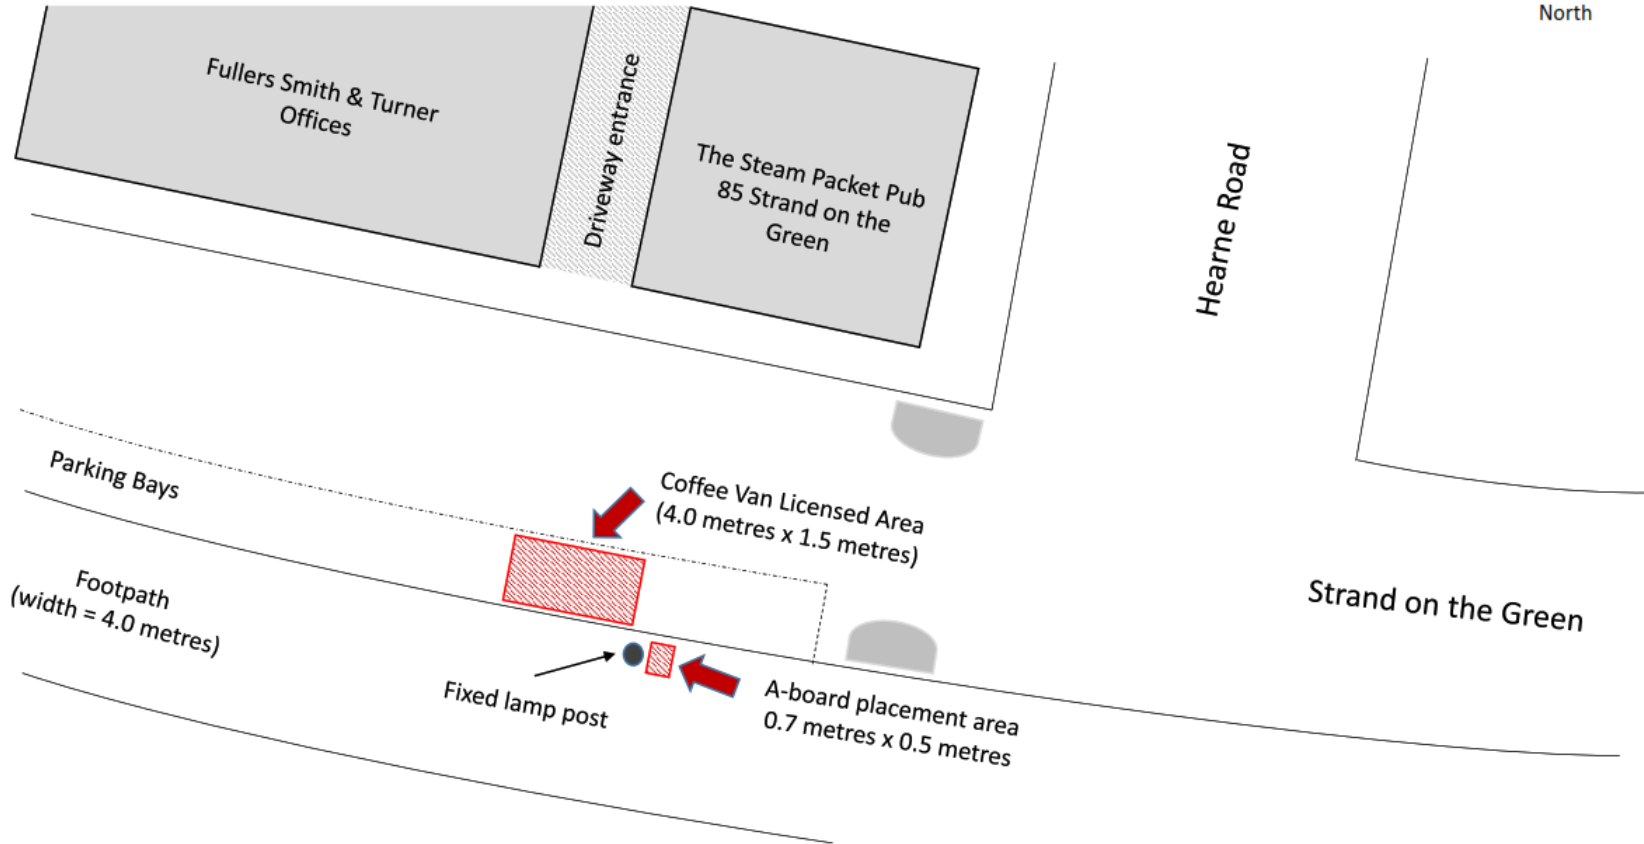 North
Fullers Smith & Turner
Offices
Driveway entrance
The Steam Packet Pub
85 Strand on the
Green
Hearne Road
Parking Bays
Coffee Van Licensed Area
(4.0 metres x 1.5 metres)
Footpath
(width = 4.0 metres)
Strand on the Green
Fixed lamp post
A-board placement area
0.7 metres x 0.5 metres